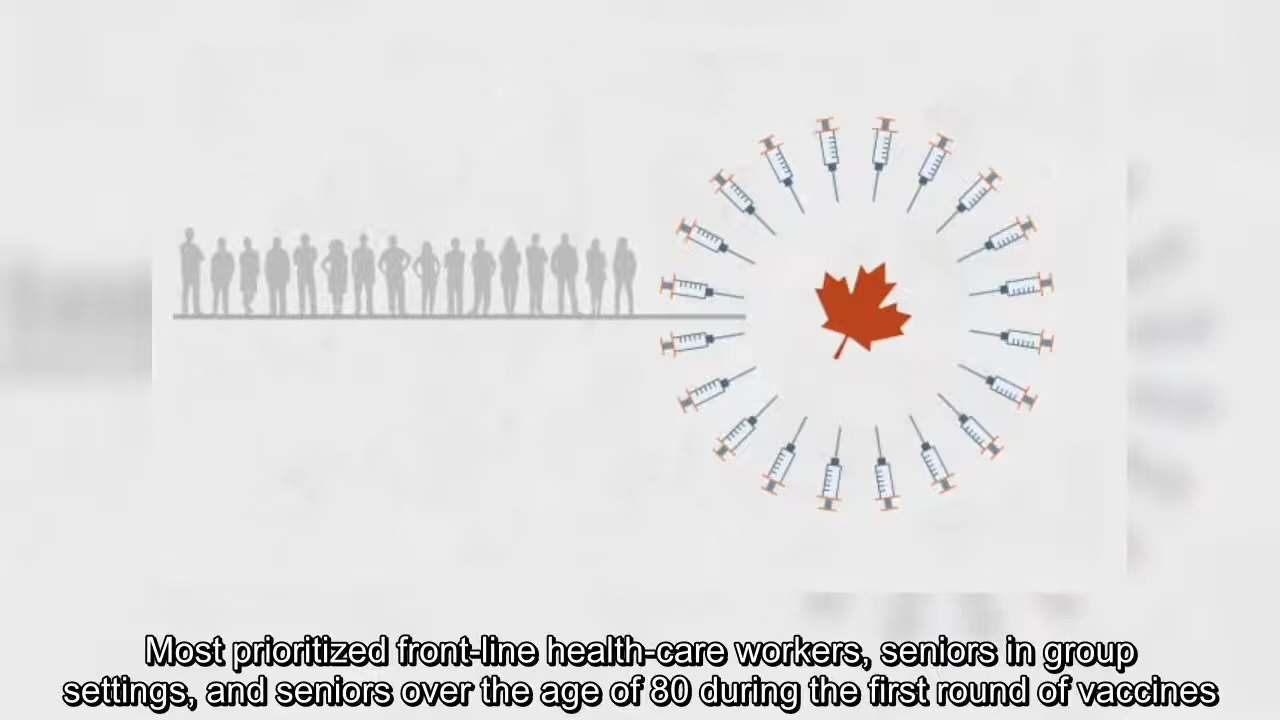 Most prioritized front-line health-care workers, seniors in group
settings, and seniors over the age of 80 during the first round of vaccines